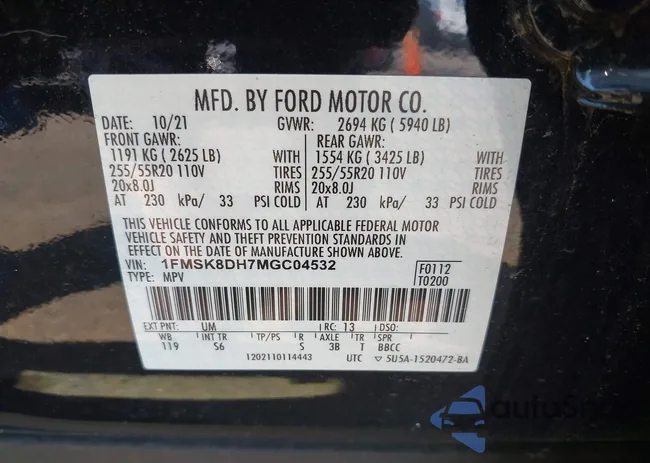 MFD. BY FORD MOTOR CO.
DATE: 10/21 GVWR: 2694 KG ( 5940 LB)
FRONT GAWR: REAR GAWR:
1191 KG ( 2625 LB) WITH 1554 KG ( 3425 LB) WITH
255/55R20 110V TIRES 255/55R20 110V TIRES
20x8.0J RIMS 20x8.0J RIMS
AT 230 kPa/ 33 PSI COLD AT 230 kPa/ 33 PSI COLD
THIS VEHICLE CONFORMS TO ALL APPLICABLE FEDERAL MOTOR
VEHICLE SAFETY AND THEFT PREVENTION STANDARDS IN
EFFECT ON THE DATE OF MANUFACTURE SHOWN ABOVE.
VIN: 1FMSK8DH7MGC04532 F0112
TYPE: MPV T0200
EXT PNT: UM RC: 13 DSO:
WB INT TR TP/PS R AXLE TR SPR
119 S6 S 3B T BBCC
1202110114443 UTC 5U5A-1520472-BA